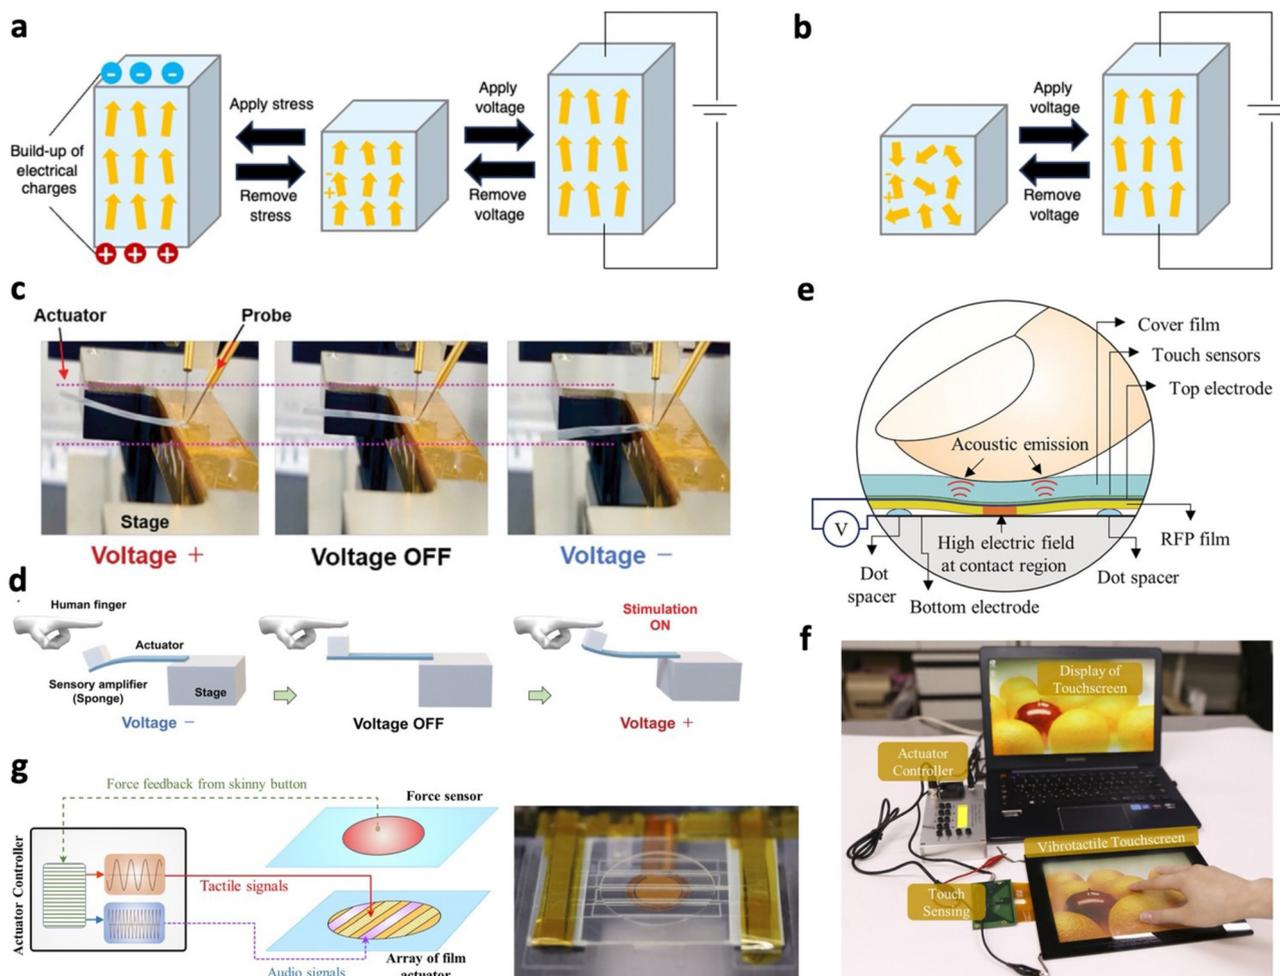 a
Build-up of
electrical
charges
- - -
+ + +
Apply stress
Remove
stress
-
+
Apply
voltage
Remove
voltage
b
-
+
Apply
voltage
Remove
voltage
c
Actuator
Probe
Stage
Voltage +
Voltage OFF
Voltage −
d
Human finger
Actuator
Sensory amplifier
(Sponge)
Stage
Voltage −
Voltage OFF
Stimulation
ON
Voltage +
e
Cover film
Touch sensors
Top electrode
Acoustic emission
V
High electric field
at contact region
RFP film
Dot
spacer
Dot spacer
Bottom electrode
f
Display of
Touchscreen
Actuator
Controller
Vibrotactile Touchscreen
Touch
Sensing
g
Force feedback from skinny button
Force sensor
Actuator Controller
Tactile signals
Audio signals
Array of film
actuator